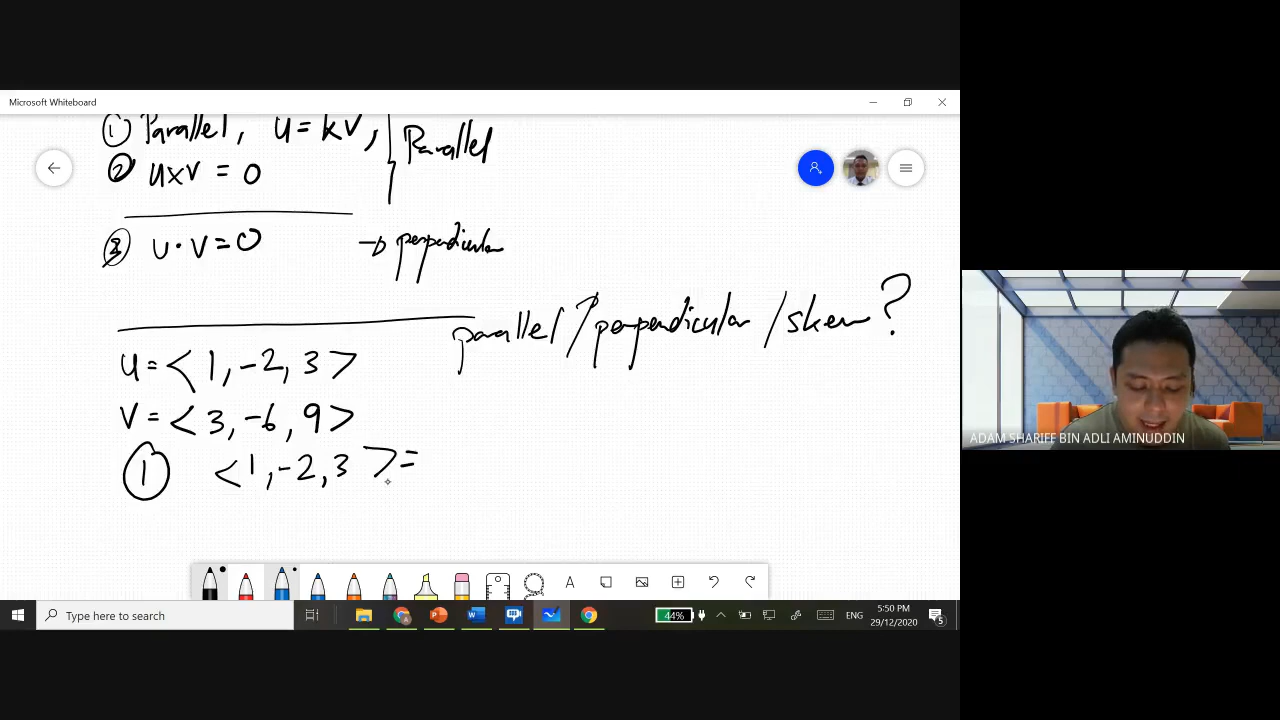 Microsoft Whiteboard
① Parallel, u = kv, Parallel
② u x v = 0
③ u · v = 0 → perpendicular
parallel / perpendicular / skew ?
u = < 1, -2, 3 >
v = < 3, -6, 9 >
① < 1, -2, 3 > =
ADAM SHARIFF BIN ADLI AMINUDDIN
Type here to search
44%
ENG
5:50 PM
29/12/2020
5